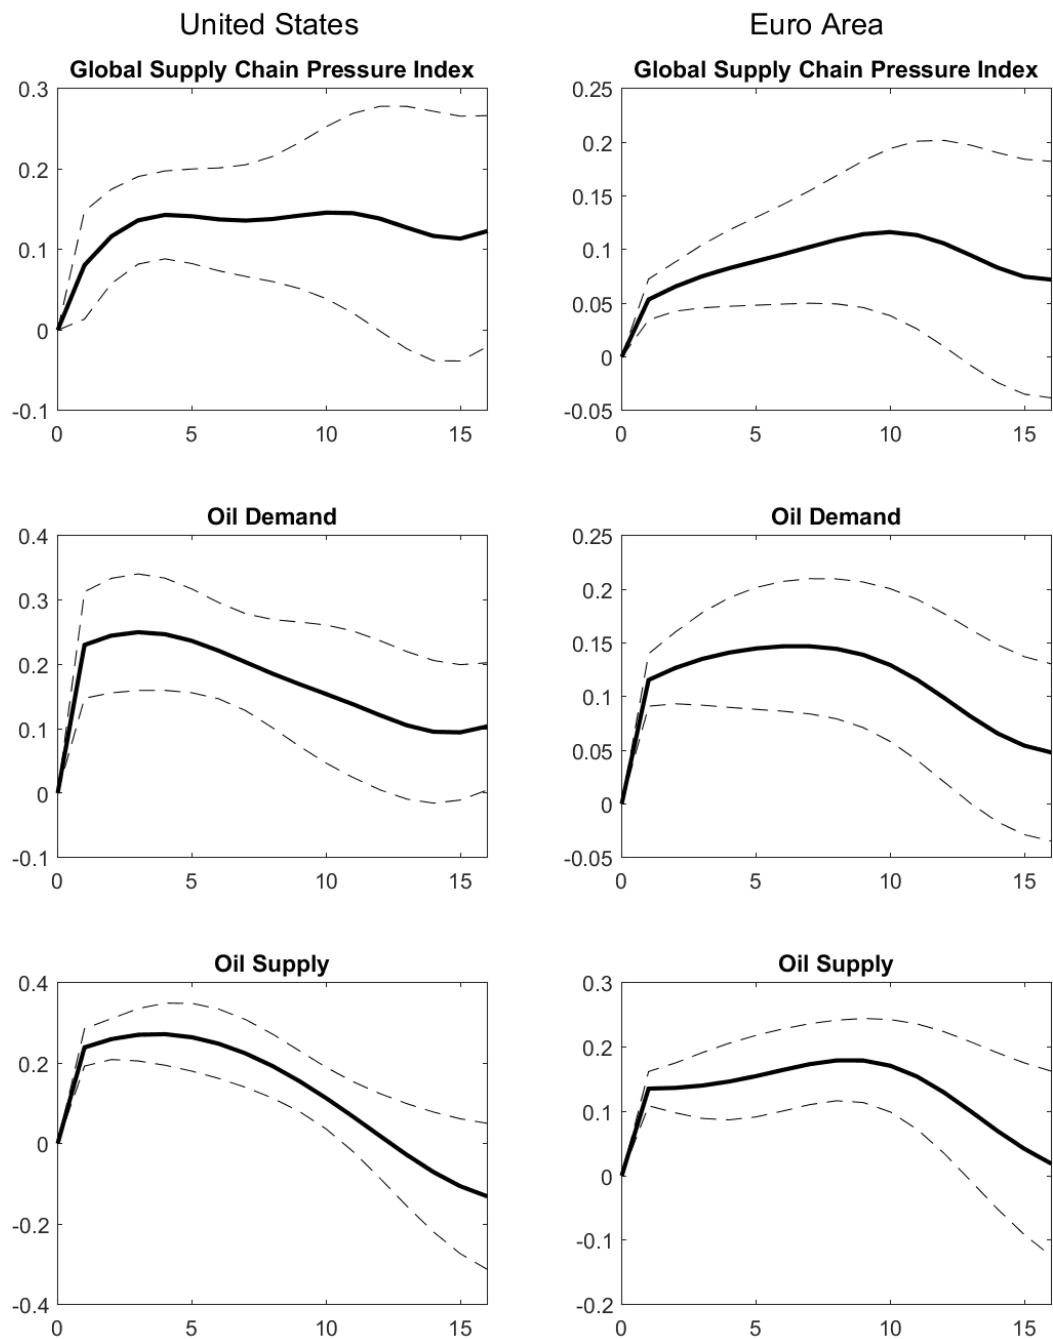 United States
Euro Area
Global Supply Chain Pressure Index
0.3
0.2
0.1
0
-0.1
0 5 10 15
Global Supply Chain Pressure Index
0.25
0.2
0.15
0.1
0.05
0
-0.05
0 5 10 15
Oil Demand
0.4
0.3
0.2
0.1
0
-0.1
0 5 10 15
Oil Demand
0.25
0.2
0.15
0.1
0.05
0
-0.05
0 5 10 15
Oil Supply
0.4
0.2
0
-0.2
-0.4
0 5 10 15
Oil Supply
0.3
0.2
0.1
0
-0.1
-0.2
0 5 10 15